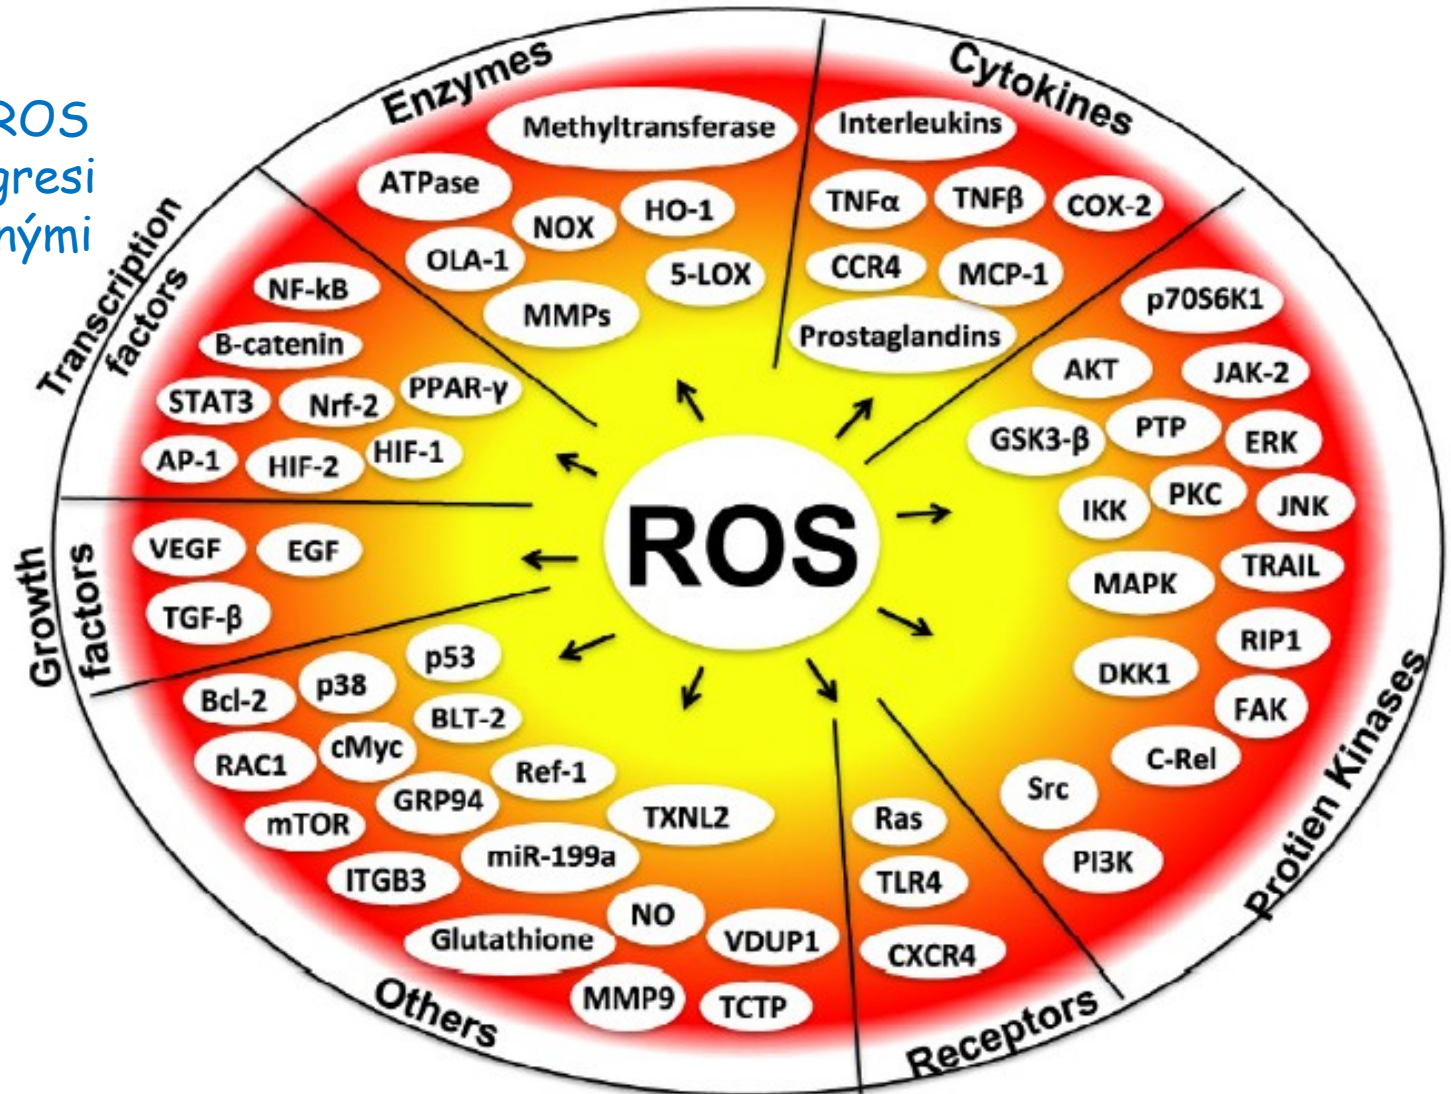 ROS
gresi
nými
Enzymes
Methyltransferase
ATPase
NOX
HO-1
OLA-1
5-LOX
MMPs
Cytokines
Interleukins
TNFα
TNFβ
COX-2
CCR4
MCP-1
Prostaglandins
Transcription
factors
NF-kB
B-catenin
STAT3
Nrf-2
PPAR-γ
AP-1
HIF-2
HIF-1
Growth
factors
VEGF
EGF
TGF-β
ROS
Protien Kinases
p70S6K1
AKT
JAK-2
GSK3-β
PTP
ERK
IKK
PKC
JNK
MAPK
TRAIL
RIP1
DKK1
FAK
C-Rel
Src
PI3K
Receptors
Ras
TLR4
CXCR4
Others
p53
Bcl-2
p38
BLT-2
RAC1
cMyc
Ref-1
GRP94
mTOR
TXNL2
miR-199a
ITGB3
NO
Glutathione
VDUP1
MMP9
TCTP